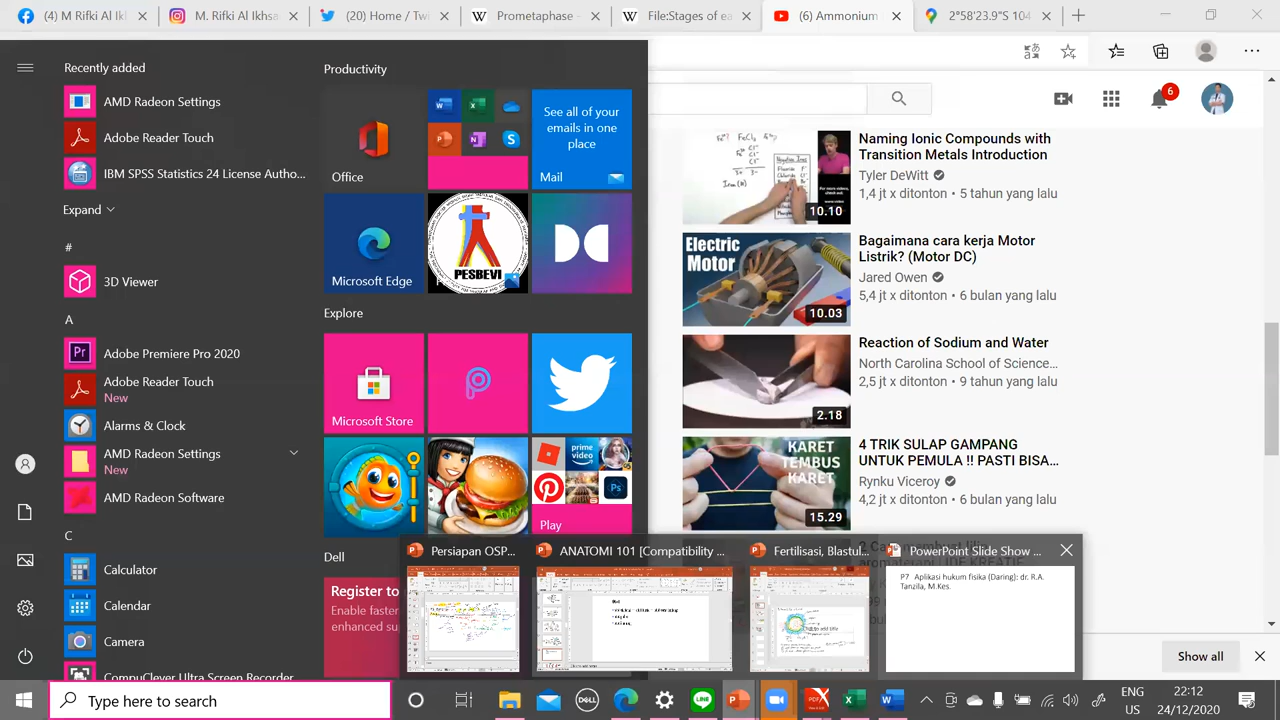 (4) M. Rifki Al Ikhsa
M. Rifki Al Ikhsa
(20) Home / Twi
Prometaphase -
File:Stages of ea
(6) Ammonium
2°58'23.9"S 104
Recently added
AMD Radeon Settings
Adobe Reader Touch
IBM SPSS Statistics 24 License Autho...
Expand
#
3D Viewer
A
Adobe Premiere Pro 2020
Adobe Reader Touch
New
Alarms & Clock
AMD Radeon Settings
New
AMD Radeon Software
C
Calculator
Calendar
Camera
CompuClever Ultra Screen Recorder
Productivity
Office
See all of your
emails in one
place
Mail
Microsoft Edge
PESBEVI
Explore
Microsoft Store
prime video
Ps
Play
Dell
Register to
Enable faster
enhanced su
6
Naming Ionic Compounds with
Transition Metals Introduction
Tyler DeWitt
1,4 jt x ditonton • 5 tahun yang lalu
10.10
Electric
Motor
10.03
Bagaimana cara kerja Motor
Listrik? (Motor DC)
Jared Owen
5,4 jt x ditonton • 6 bulan yang lalu
Reaction of Sodium and Water
North Carolina School of Science...
2,5 jt x ditonton • 9 tahun yang lalu
2.18
4 TRIK SULAP GAMPANG
UNTUK PEMULA !! PASTI BISA...
Rynku Viceroy
4,2 jt x ditonton • 6 bulan yang lalu
KARET
TEMBUS
KARET
15.29
Persiapan OSP...
ANATOMI 101 [Compatibility ...
Fertilisasi, Blastul...
PowerPoint Slide Show ...
P7 Aplikasi hukum fisika (Daring): dr. R.A.
Tanzila, M.Kes.
Show all
Type here to search
DELL
LINE
PDF
ENG
US
22:12
24/12/2020